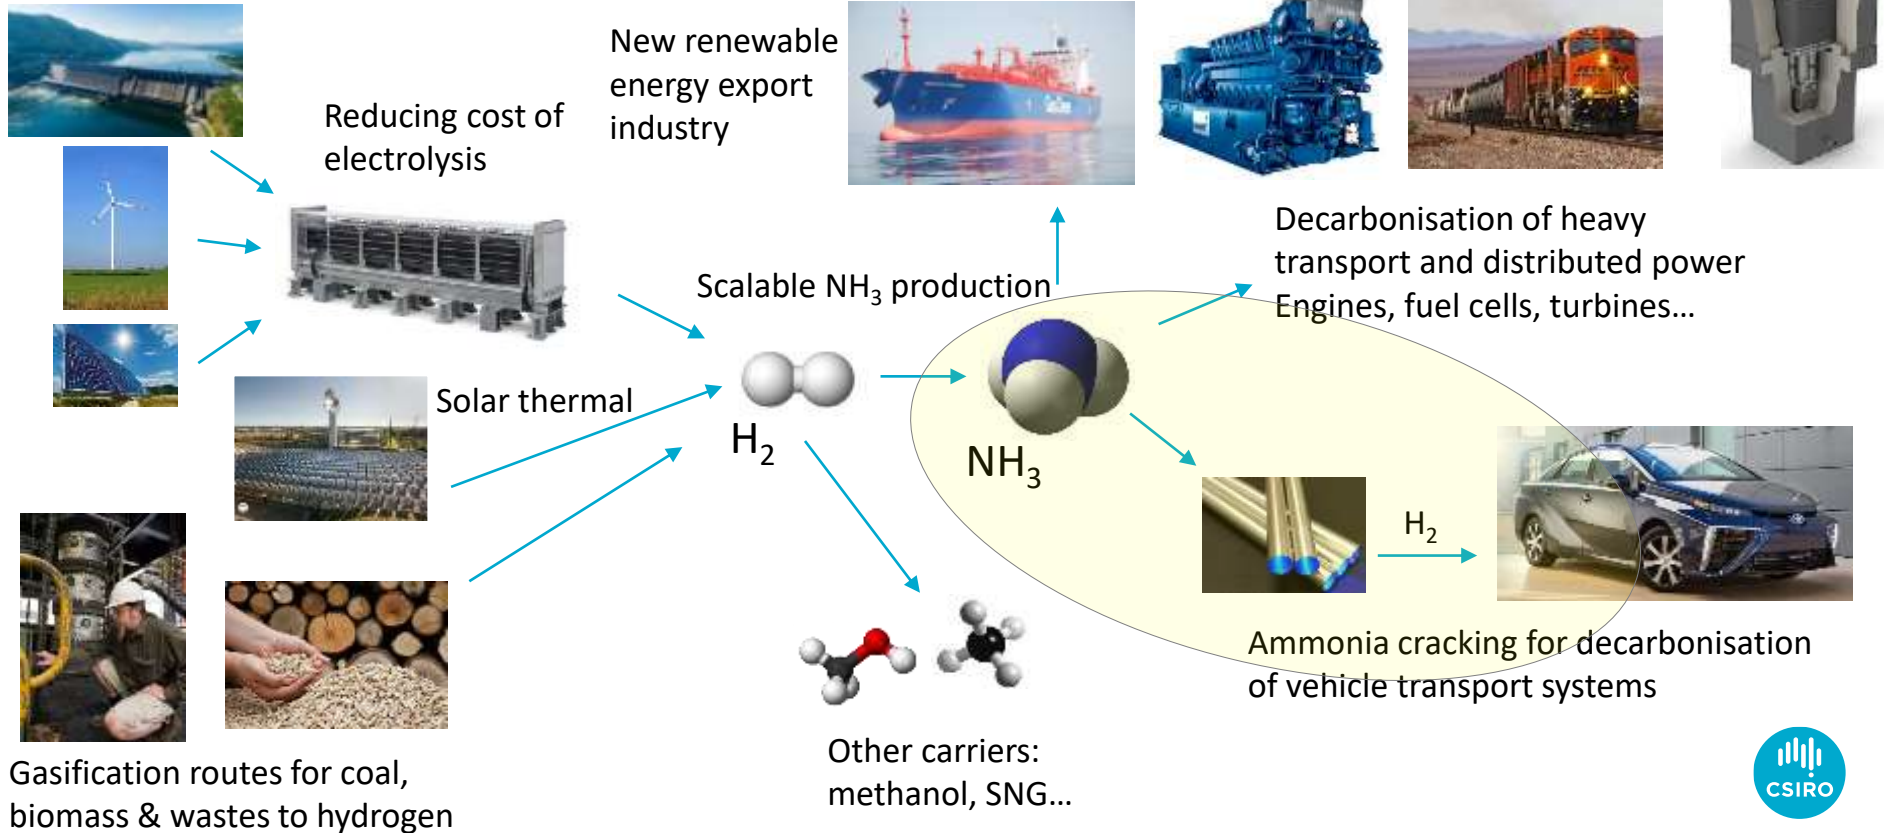 New renewable
energy export
industry
Reducing cost of
electrolysis
Decarbonisation of heavy
transport and distributed power
Engines, fuel cells, turbines…
Scalable NH₃ production
Solar thermal
H₂
NH₃
H₂
Ammonia cracking for decarbonisation
of vehicle transport systems
Other carriers:
methanol, SNG…
Gasification routes for coal,
biomass & wastes to hydrogen
CSIRO